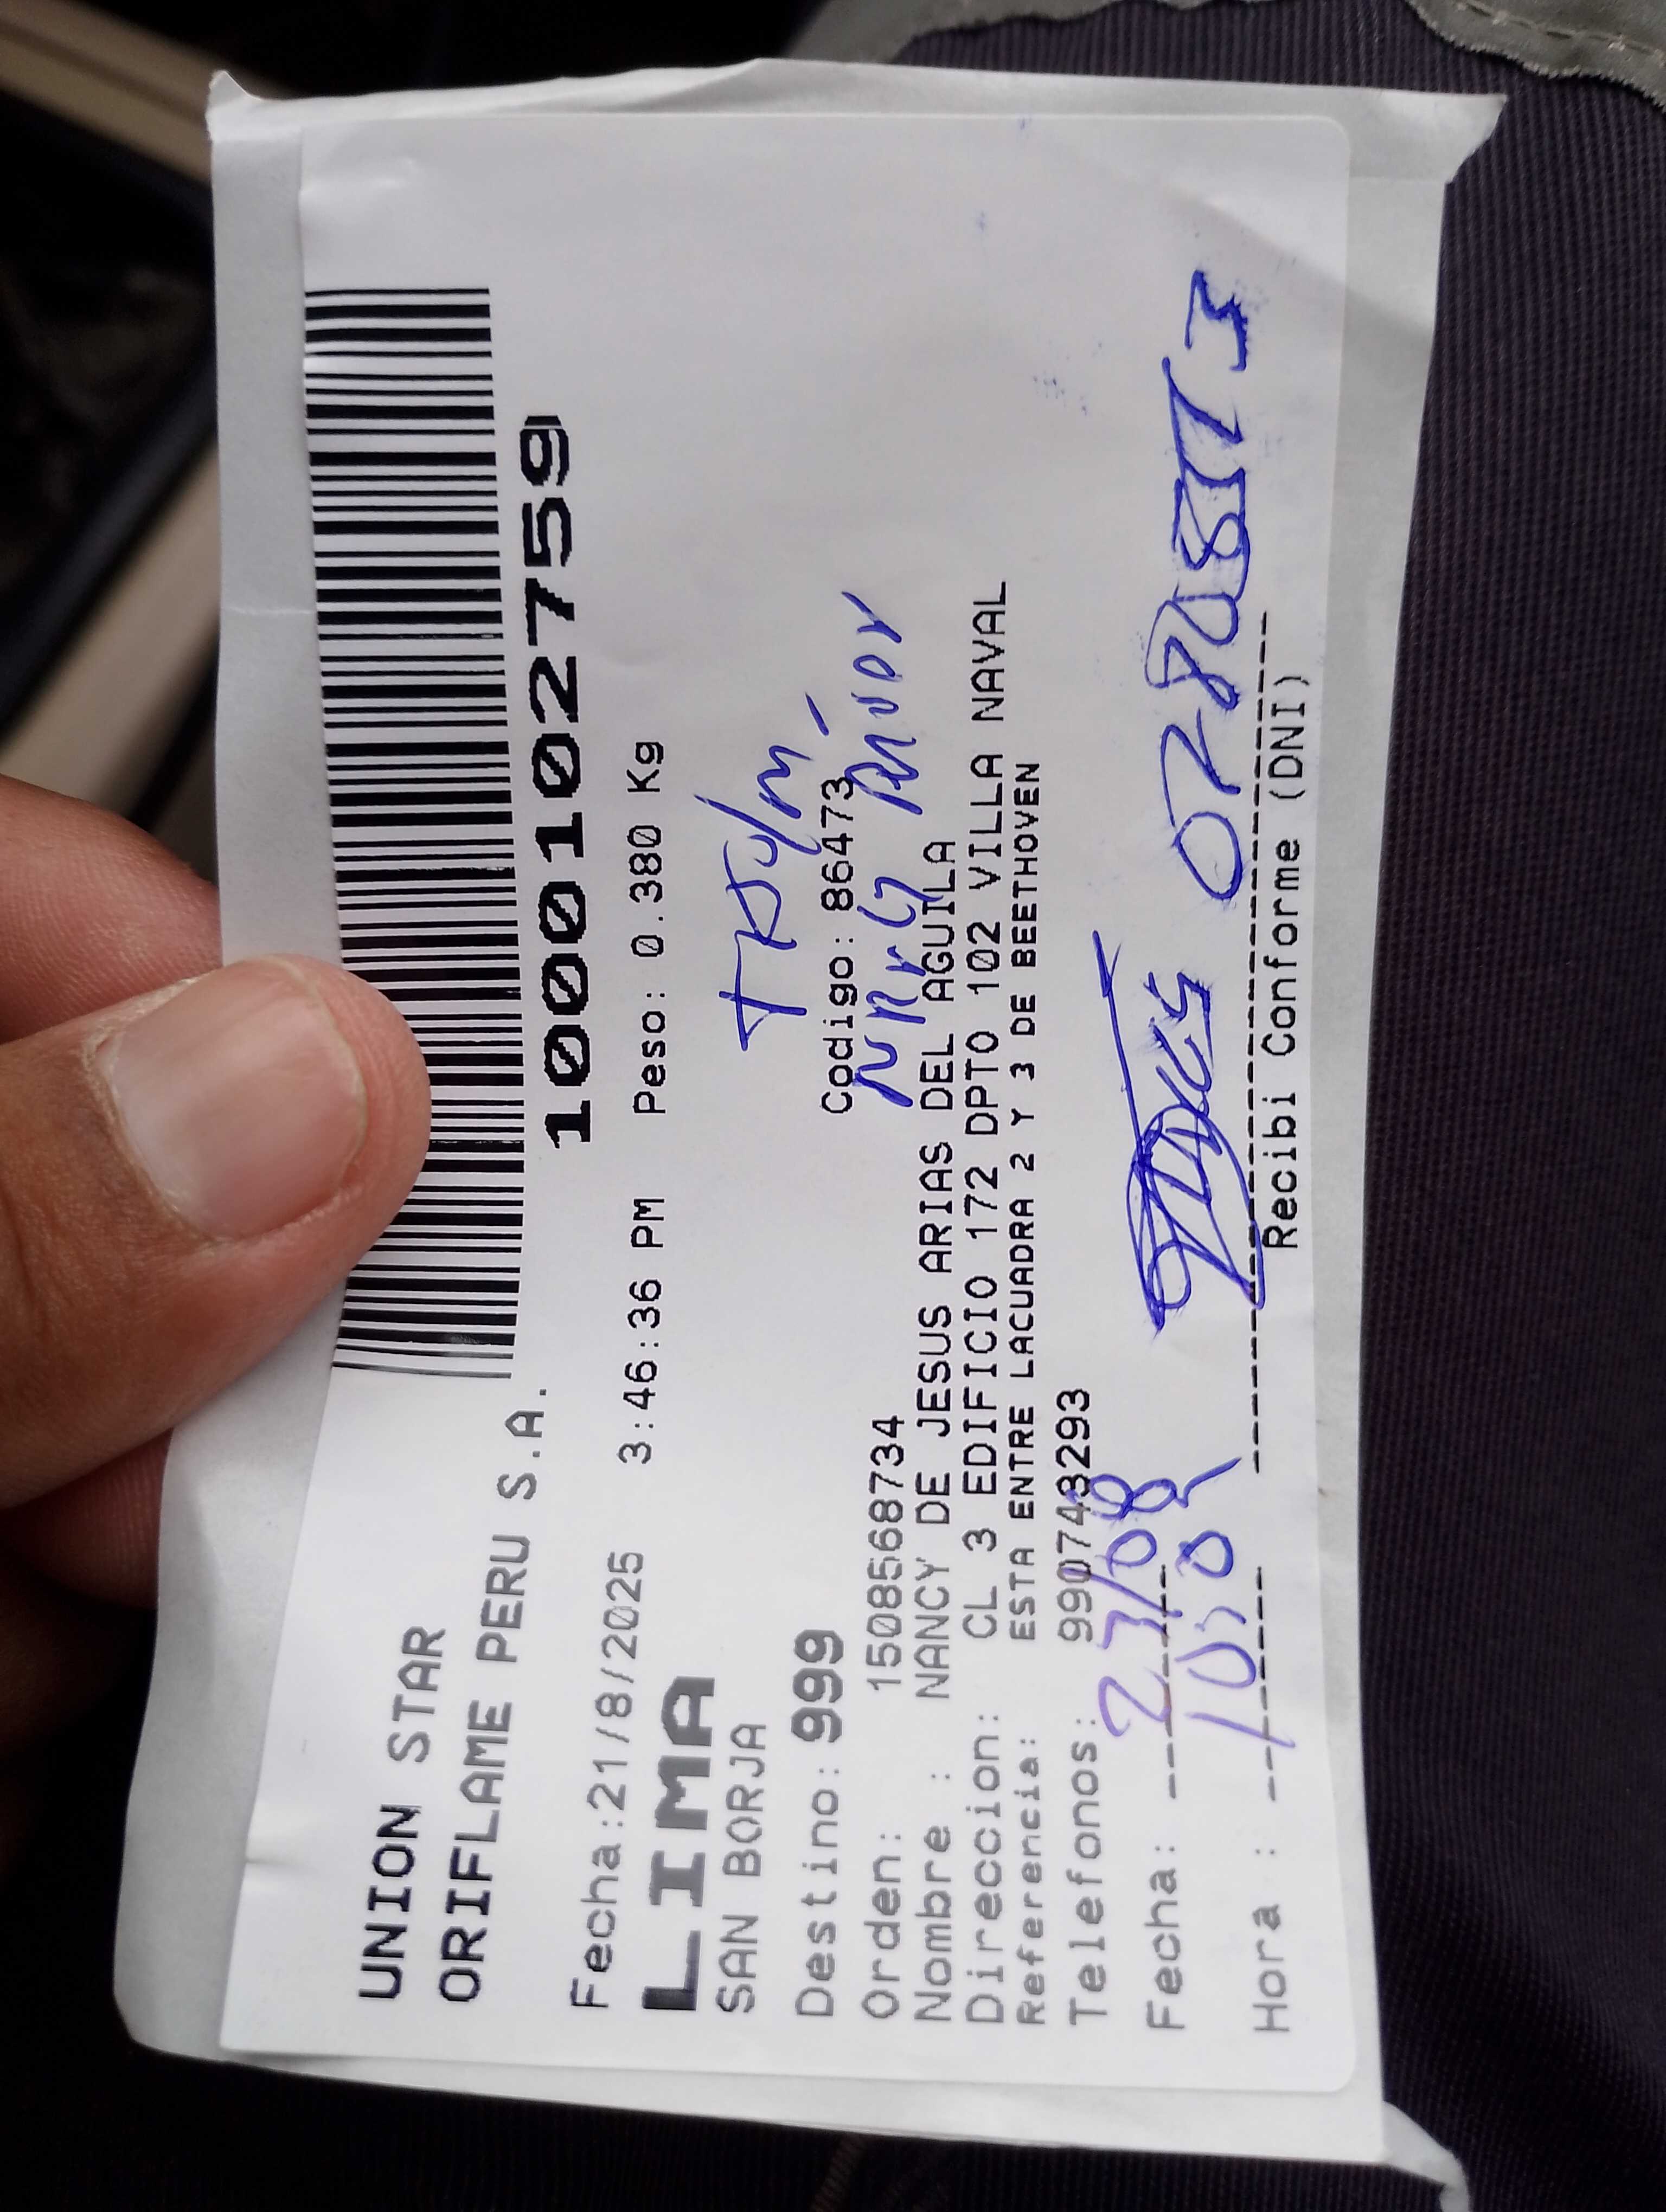 UNION STAR
ORIFLAME PERU S.A.
10001027 59
Fecha:21/8/2025 3:46:36 PM Peso: 0.380 Kg
LIMA
SAN BORJA
Destino: 999
Codigo: 86473
Orden: 1508568734
Nombre : NANCY DE JESUS ARIAS DEL AGUILA
Direccion: CL 3 EDIFICIO 172 DPTO 102 VILLA NAVAL
Referencia: ESTA ENTRE LACUADRA 2 Y 3 DE BEETHOVEN
Telefonos: 990743293
Fecha: 23/08
Hora :
Recibi Conforme (DNI)